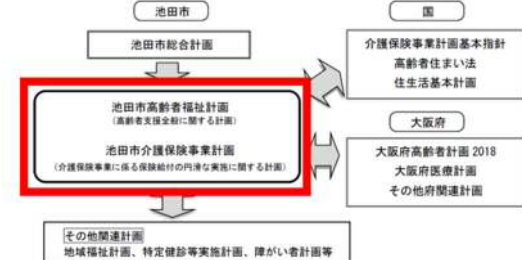 池田市
池田市総合計画
国
介護保険事業計画基本指針
高齢者住まい法
住生活基本計画
池田市高齢者福祉計画
(高齢者支援全般に関する計画)
池田市介護保険事業計画
(介護保険事業に係る保険給付の円滑な実施に関する計画)
大阪府
大阪府高齢者計画 2018
大阪府医療計画
その他府関連計画
その他関連計画
地域福祉計画、特定健診等実施計画、障がい者計画等